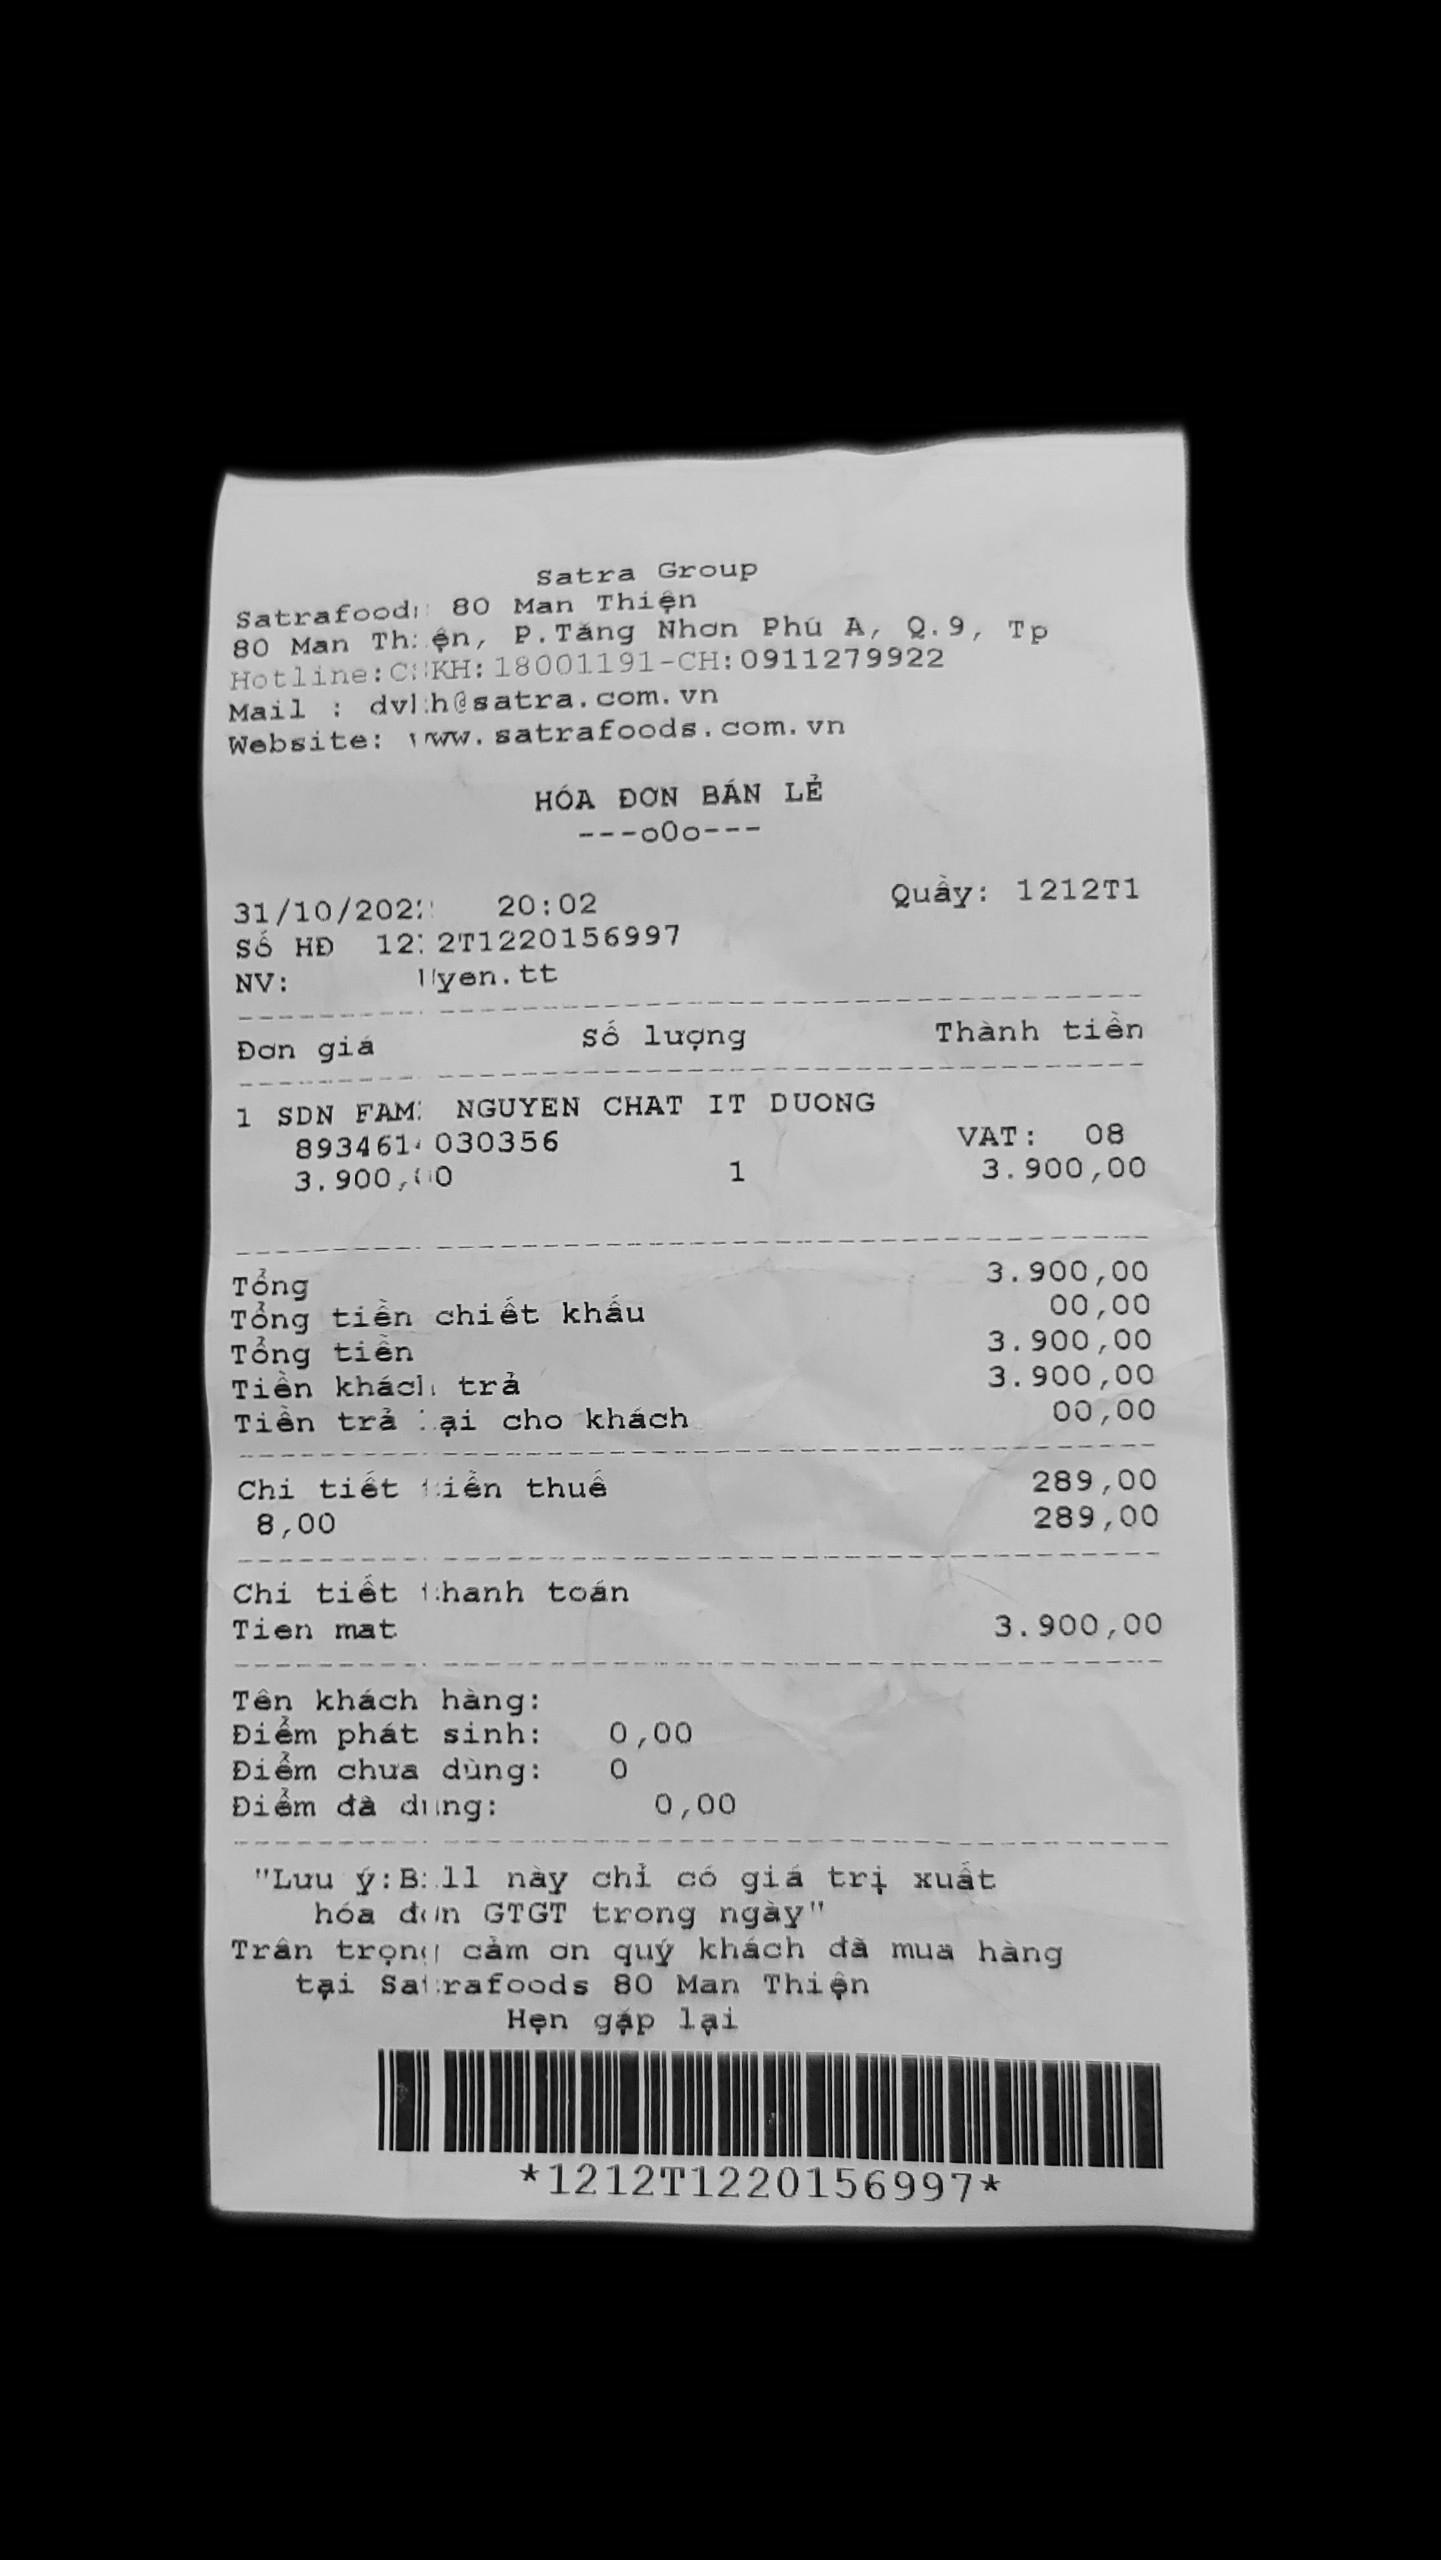 Satra Group
Satrafoods 80 Man Thiện
80 Man Thiện, P.Tăng Nhơn Phú A, Q.9, Tp
Hotline:CSKH:18001191-CH:0911279922
Mail : dvkh@satra.com.vn
Website: www.satrafoods.com.vn
HÓA ĐƠN BÁN LẺ
---o0o---
31/10/2022 20:02 Quầy: 1212T1
Số HĐ 1212T1220156997
NV: Uyen.tt
Đơn giá Số lượng Thành tiền
1 SDN FAMI NGUYEN CHAT IT DUONG
8934614030356 VAT: 08
3.900,00 1 3.900,00
Tổng 3.900,00
Tổng tiền chiết khấu 00,00
Tổng tiền 3.900,00
Tiền khách trả 3.900,00
Tiền trả lại cho khách 00,00
Chi tiết tiền thuế 289,00
8,00 289,00
Chi tiết thanh toán
Tien mat 3.900,00
Tên khách hàng:
Điểm phát sinh: 0,00
Điểm chưa dùng: 0
Điểm đã dùng: 0,00
"Lưu ý:Bill này chỉ có giá trị xuất
hóa đơn GTGT trong ngày"
Trân trọng cảm ơn quý khách đã mua hàng
tại Satrafoods 80 Man Thiện
Hẹn gặp lại
*1212T1220156997*